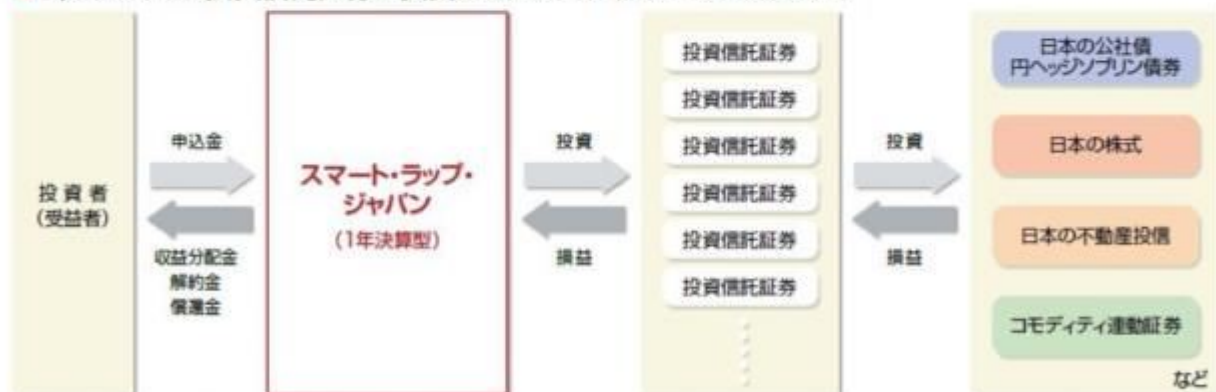 投資者
(受益者)
申込金
収益分配金
解約金
償還金
スマート・ラップ・
ジャパン
(1年決算型)
投資
損益
投資信託証券
投資信託証券
投資信託証券
投資信託証券
投資信託証券
投資信託証券
投資
損益
日本の公社債
円ヘッジソブリン債券
日本の株式
日本の不動産投信
コモディティ連動証券
など